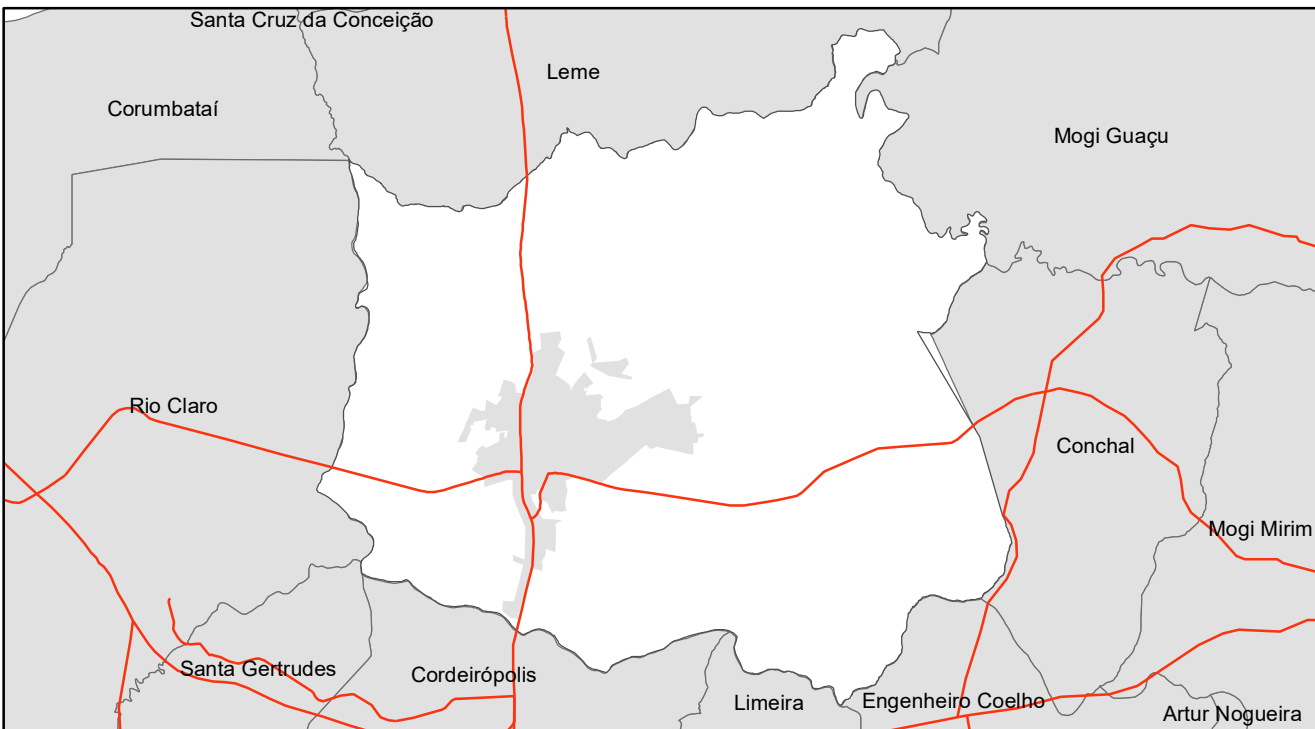 Santa Cruz da Conceição
Leme
Corumbataí
Mogi Guaçu
Rio Claro
Conchal
Mogi Mirim
Santa Gertrudes
Cordeirópolis
Limeira
Engenheiro Coelho
Artur Nogueira